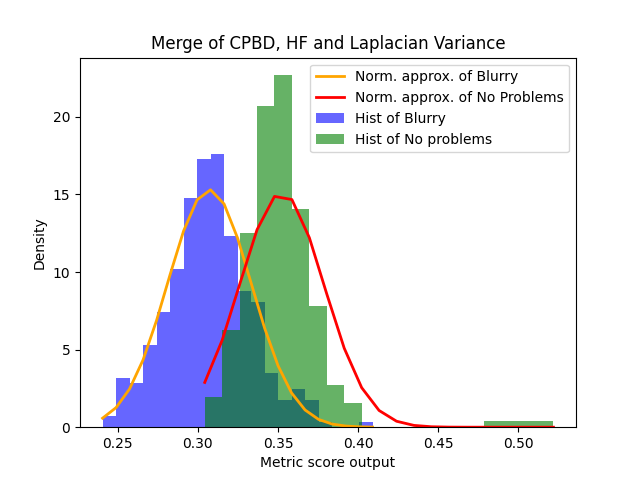 Merge of CPBD, HF and Laplacian Variance
Norm. approx. of Blurry
Norm. approx. of No Problems
Hist of Blurry
Hist of No problems
Density
20
15
10
5
0
0.25 0.30 0.35 0.40 0.45 0.50
Metric score output